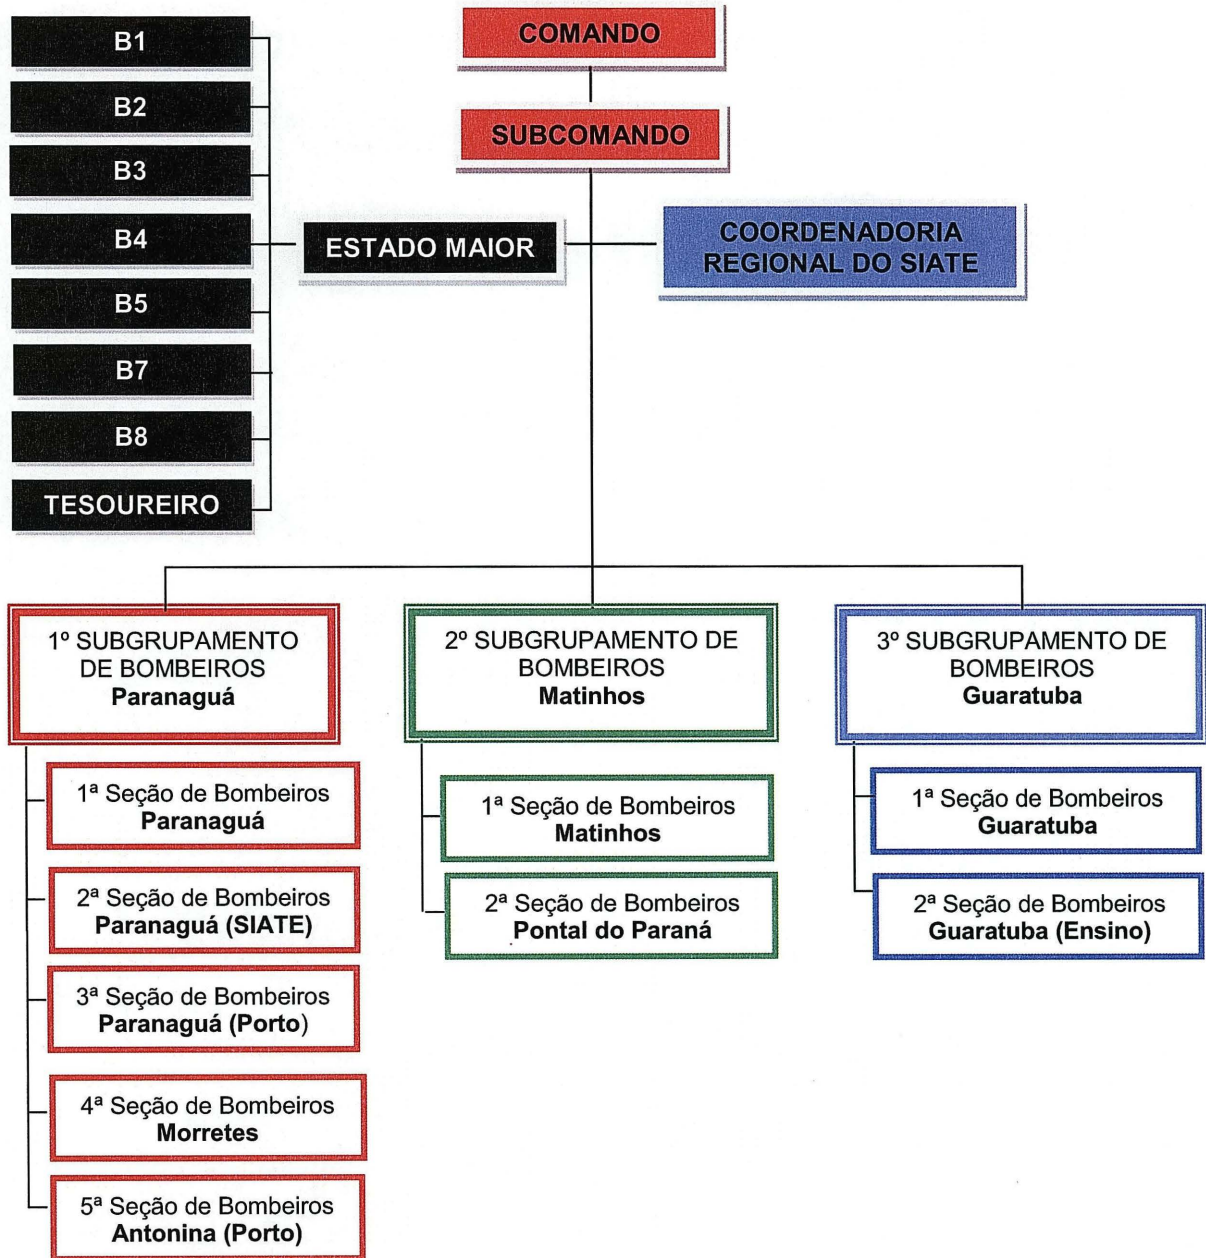 B1
B2
B3
B4
B5
B7
B8
TESOUREIRO
COMANDO
SUBCOMANDO
ESTADO MAIOR
COORDENADORIA
REGIONAL DO SIATE
1º SUBGRUPAMENTO
DE BOMBEIROS
Paranaguá
1ª Seção de Bombeiros
Paranaguá
2ª Seção de Bombeiros
Paranaguá (SIATE)
3ª Seção de Bombeiros
Paranaguá (Porto)
4ª Seção de Bombeiros
Morretes
5ª Seção de Bombeiros
Antonina (Porto)
2º SUBGRUPAMENTO DE
BOMBEIROS
Matinhos
1ª Seção de Bombeiros
Matinhos
2ª Seção de Bombeiros
Pontal do Paraná
3º SUBGRUPAMENTO DE
BOMBEIROS
Guaratuba
1ª Seção de Bombeiros
Guaratuba
2ª Seção de Bombeiros
Guaratuba (Ensino)